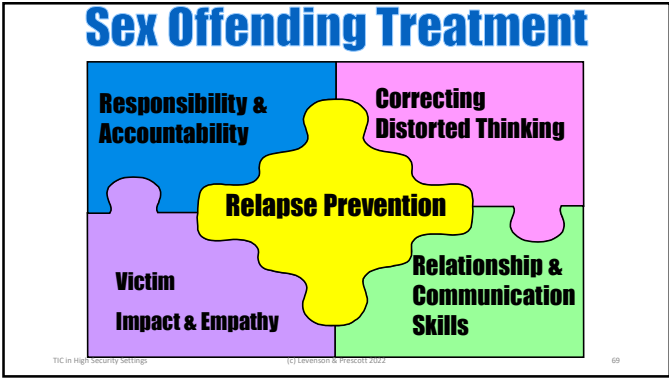 Sex Offending Treatment
Responsibility &
Accountability
Correcting
Distorted Thinking
Relapse Prevention
Victim
Impact & Empathy
Relationship &
Communication
Skills
TIC in High Security Settings
(c) Levenson & Prescott 2022
69